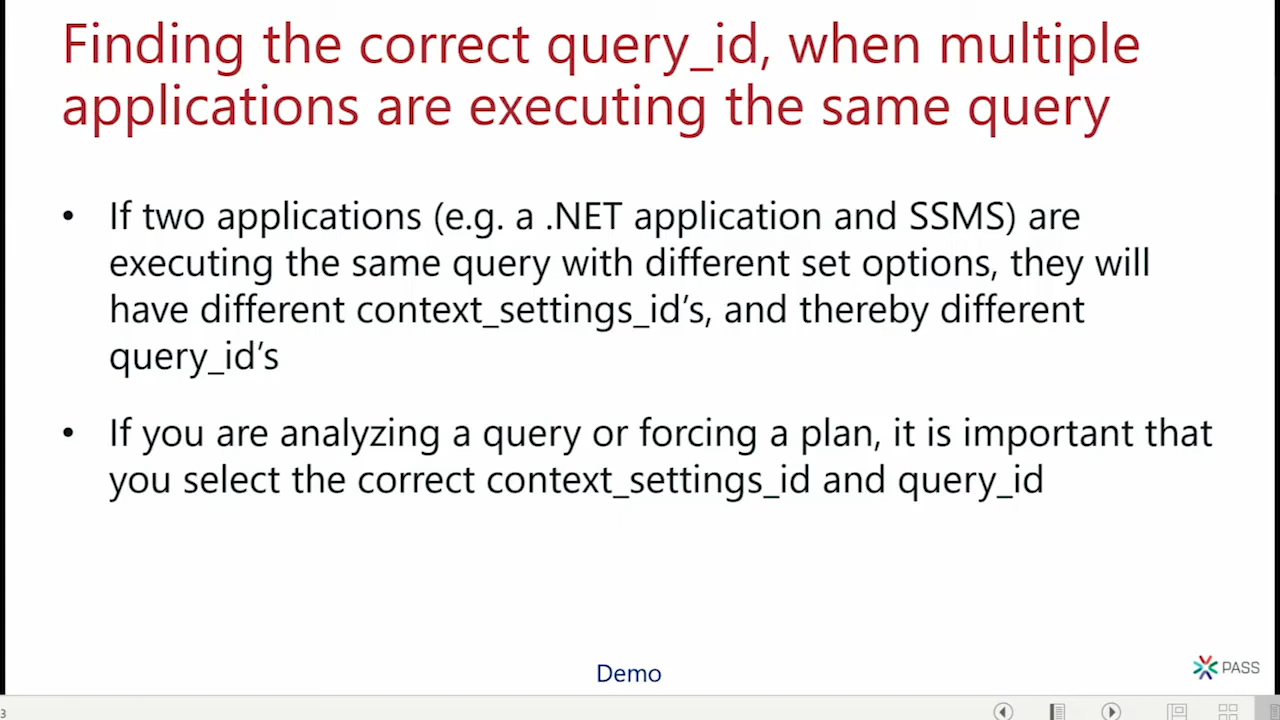 Finding the correct query_id, when multiple
applications are executing the same query
• If two applications (e.g. a .NET application and SSMS) are
executing the same query with different set options, they will
have different context_settings_id’s, and thereby different
query_id’s
• If you are analyzing a query or forcing a plan, it is important that
you select the correct context_settings_id and query_id
Demo
PASS
3